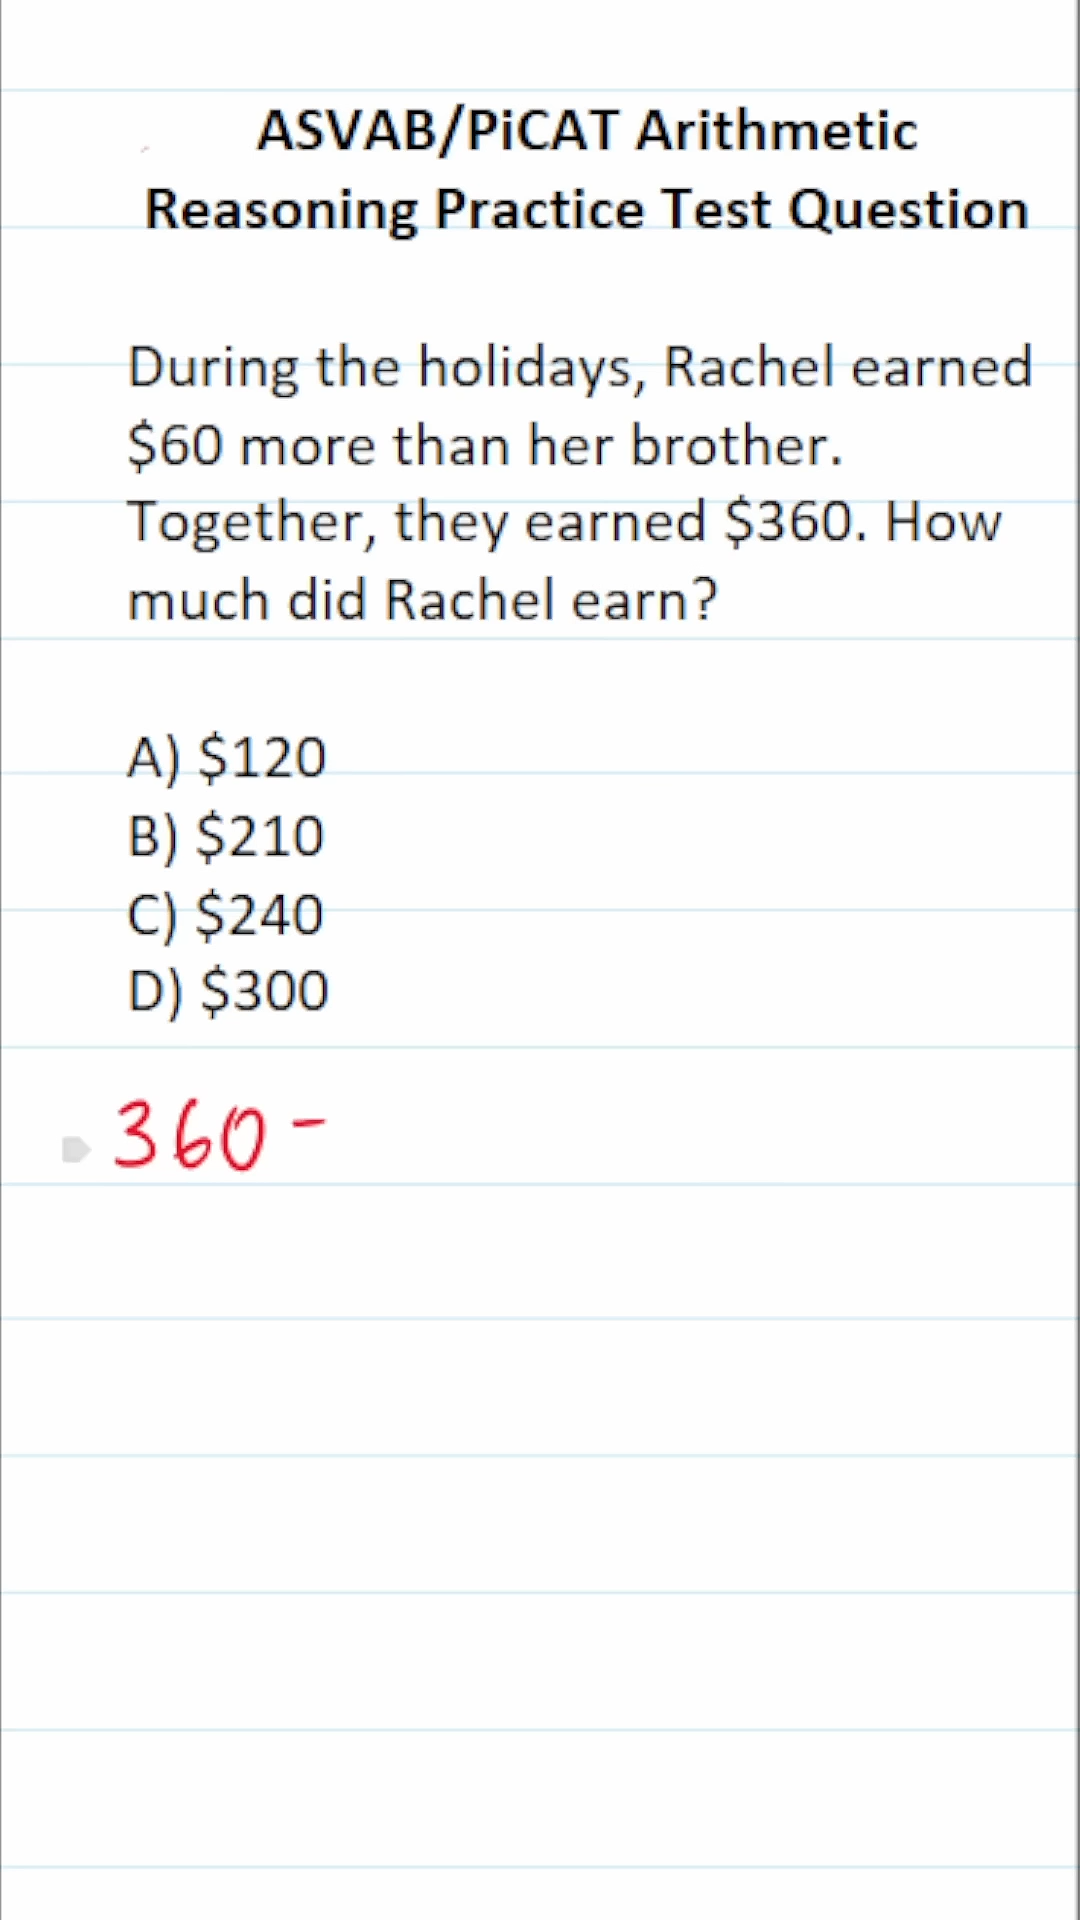 ASVAB/PiCAT Arithmetic
Reasoning Practice Test Question
During the holidays, Rachel earned
$60 more than her brother.
Together, they earned $360. How
much did Rachel earn?
A) $120
B) $210
C) $240
D) $300
360 -